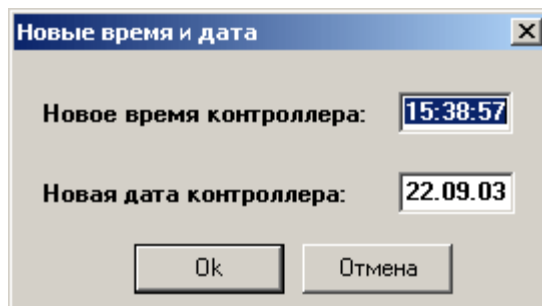 Новые время и дата
Новое время контроллера: 15:38:57
Новая дата контроллера: 22.09.03
Ok Отмена